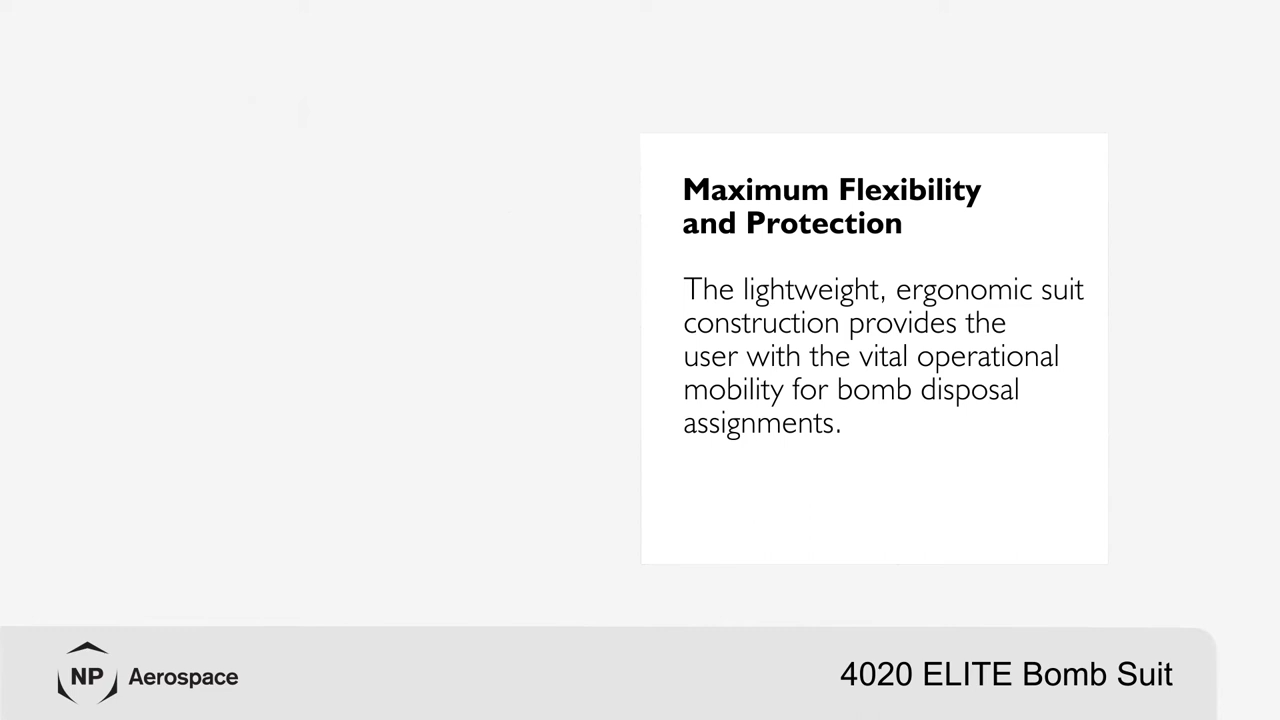 Maximum Flexibility
and Protection
The lightweight, ergonomic suit
construction provides the
user with the vital operational
mobility for bomb disposal
assignments.
NP Aerospace
4020 ELITE Bomb Suit